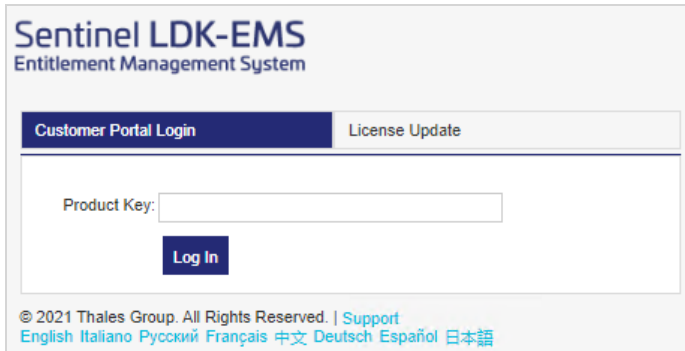 Sentinel LDK-EMS
Entitlement Management System
Customer Portal Login License Update
Product Key:
Log In
© 2021 Thales Group. All Rights Reserved. | Support
English Italiano Русский Français 中文 Deutsch Español 日本語